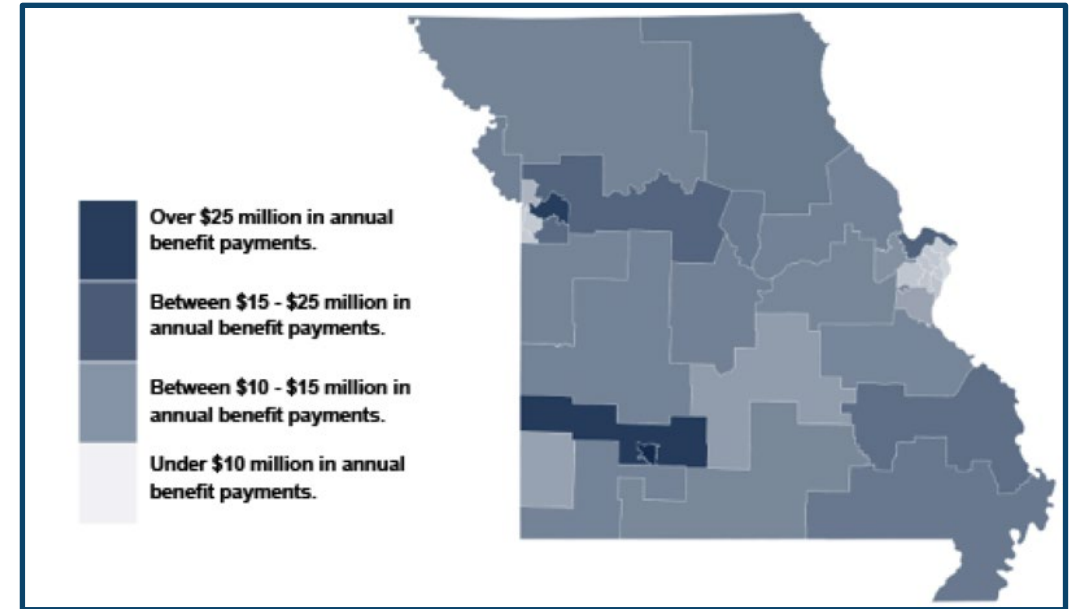 Over $25 million in annual
benefit payments.
Between $15 - $25 million in
annual benefit payments.
Between $10 - $15 million in
annual benefit payments.
Under $10 million in annual
benefit payments.